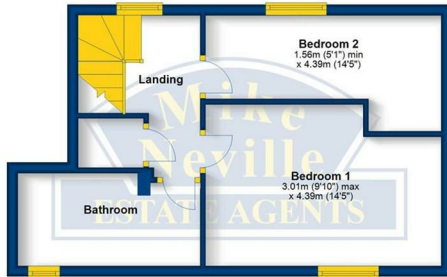 Landing
Bedroom 2
1.56m (5'1") min
x 4.39m (14'5")
Mike
Neville
ESTATE AGENTS
Bedroom 1
3.01m (9'10") max
x 4.39m (14'5")
Bathroom